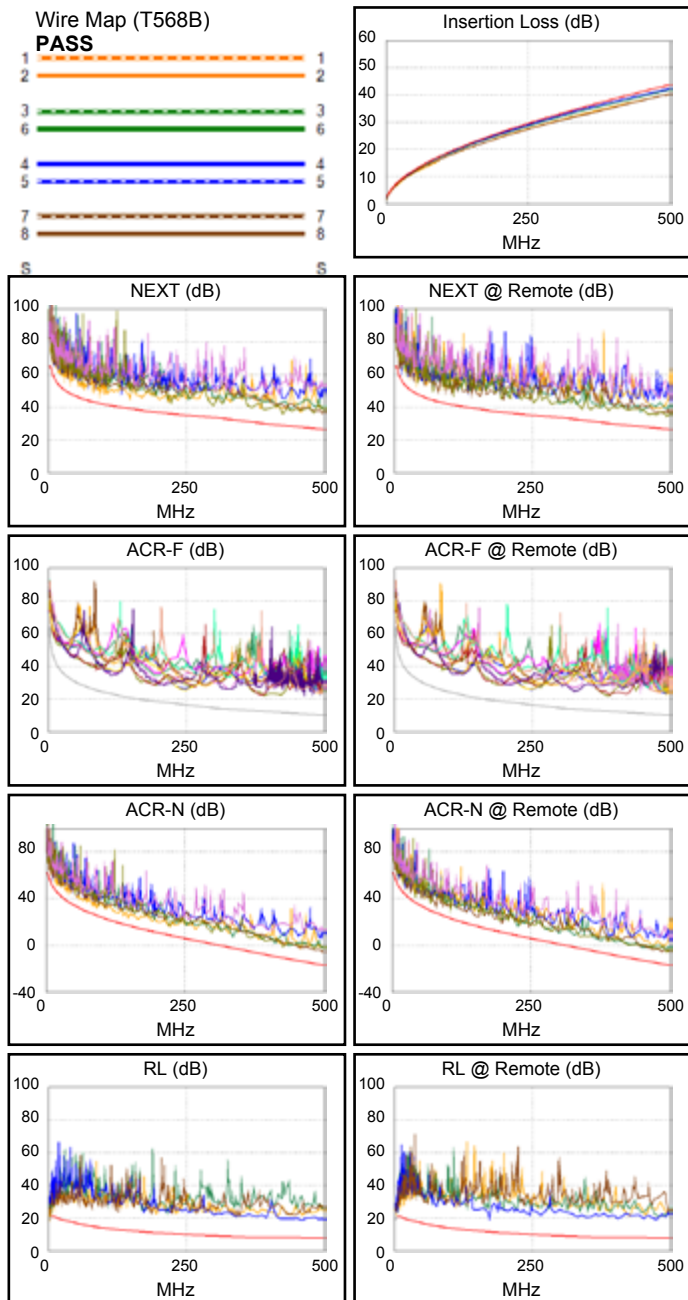 Wire Map (T568B)
PASS
1 1
2 2
3 3
6 6
4 4
5 5
7 7
8 8
S S
Insertion Loss (dB)
60
50
40
30
20
10
0
0 250 500
MHz
NEXT (dB)
100
80
60
40
20
0
0 250 500
MHz
NEXT @ Remote (dB)
100
80
60
40
20
0
0 250 500
MHz
ACR-F (dB)
100
80
60
40
20
0
0 250 500
MHz
ACR-F @ Remote (dB)
100
80
60
40
20
0
0 250 500
MHz
ACR-N (dB)
80
40
0
-40
0 250 500
MHz
ACR-N @ Remote (dB)
80
40
0
-40
0 250 500
MHz
RL (dB)
100
80
60
40
20
0
0 250 500
MHz
RL @ Remote (dB)
100
80
60
40
20
0
0 250 500
MHz